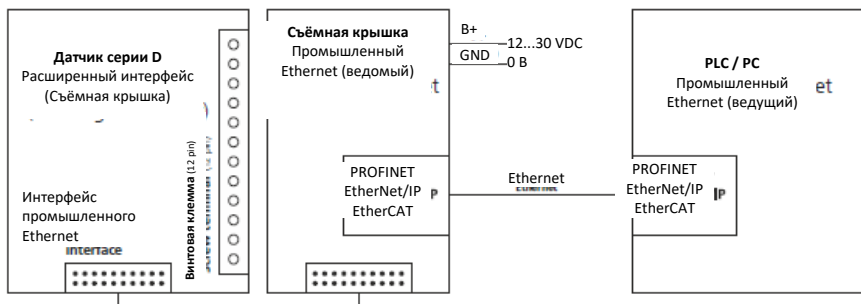 Датчик серии D
Расширенный интерфейс
(Съёмная крышка)
Интерфейс
промышленного
Ethernet
interface
Винтовая клемма (12 pin)
Съёмная крышка
Промышленный
Ethernet (ведомый)
B+
12...30 VDC
GND
0 В
PROFINET
EtherNet/IP
EtherCAT
Ethernet
PLC / PC
Промышленный
Ethernet (ведущий)
PROFINET
EtherNet/IP
EtherCAT